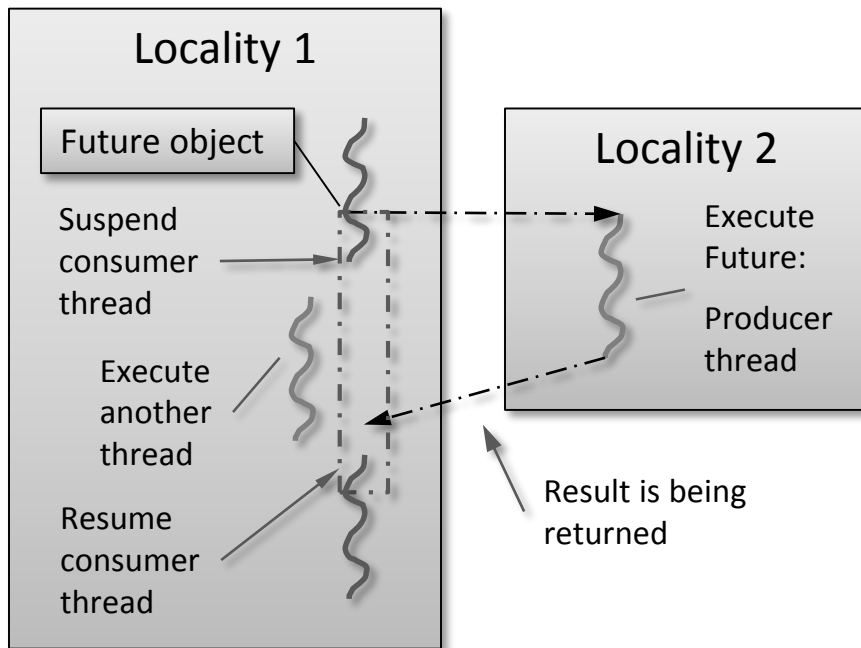 Locality 1
Future object
Suspend
consumer
thread
Execute
another
thread
Resume
consumer
thread
Locality 2
Execute
Future:
Producer
thread
Result is being
returned